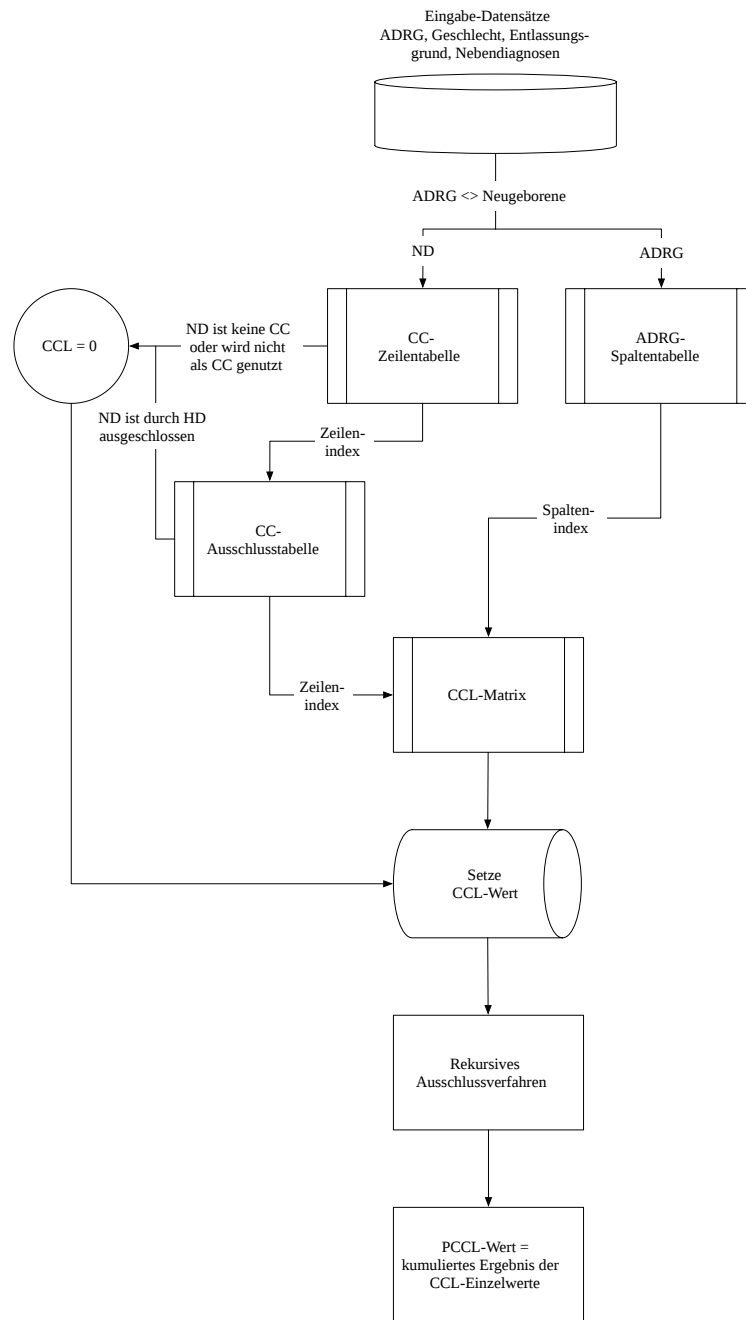 Eingabe-Datensätze
ADRG, Geschlecht, Entlassungs-
grund, Nebendiagnosen
ADRG <> Neugeborene
ND
ADRG
CCL = 0
ND ist keine CC
oder wird nicht
als CC genutzt
CC-
Zeilentabelle
ADRG-
Spaltentabelle
ND ist durch HD
ausgeschlossen
Zeilen-
index
CC-
Ausschlusstabelle
Spalten-
index
Zeilen-
index
CCL-Matrix
Setze
CCL-Wert
Rekursives
Ausschlussverfahren
PCCL-Wert =
kumuliertes Ergebnis der
CCL-Einzelwerte